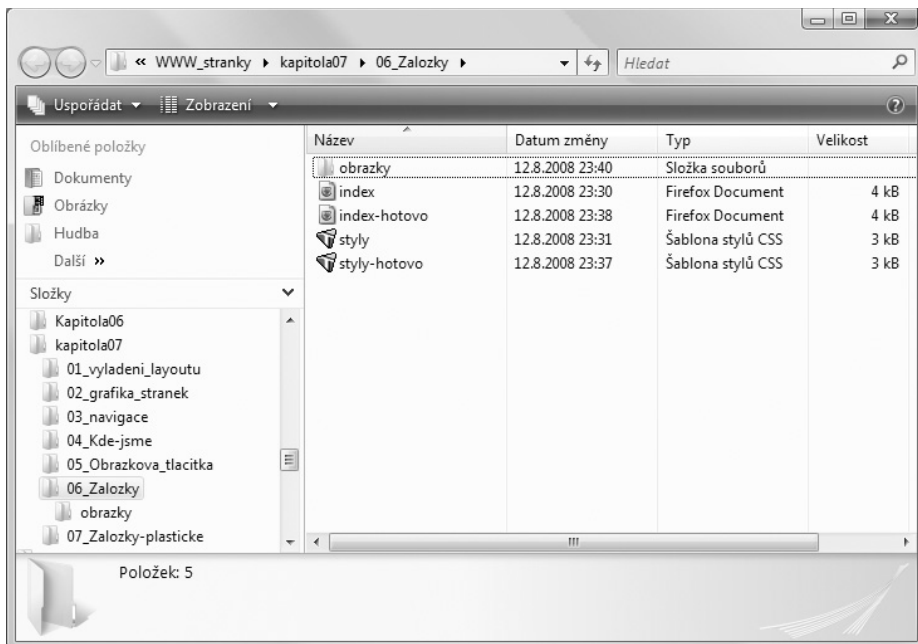 « WWW_stranky ▸ kapitola07 ▸ 06_Zalozky ▸
Hledat
Uspořádat
Zobrazení
Oblíbené položky
Dokumenty
Obrázky
Hudba
Další »
Složky
Kapitola06
kapitola07
01_vyladeni_layoutu
02_grafika_stranek
03_navigace
04_Kde-jsme
05_Obrazkova_tlacitka
06_Zalozky
obrazky
07_Zalozky-plasticke
Název Datum změny Typ Velikost
obrazky 12.8.2008 23:40 Složka souborů
index 12.8.2008 23:30 Firefox Document 4 kB
index-hotovo 12.8.2008 23:38 Firefox Document 4 kB
styly 12.8.2008 23:31 Šablona stylů CSS 3 kB
styly-hotovo 12.8.2008 23:37 Šablona stylů CSS 3 kB
Položek: 5